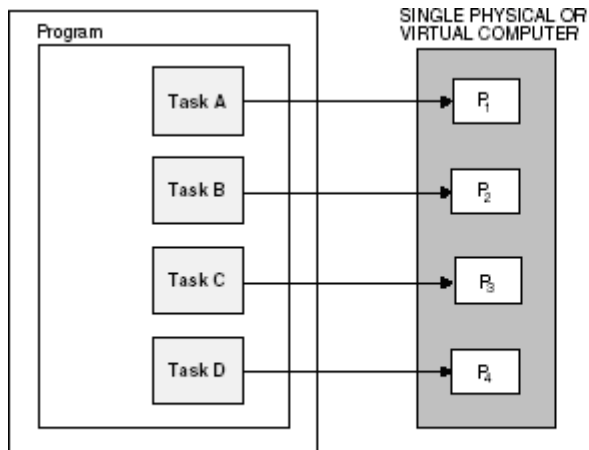 SINGLE PHYSICAL OR
VIRTUAL COMPUTER
Program
Task A
P1
Task B
P2
Task C
P3
Task D
P4